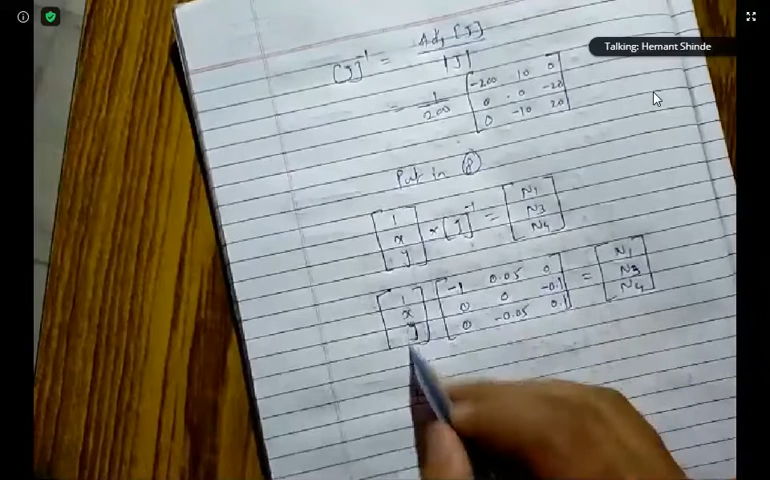 Talking: Hemant Shinde
[J]⁻¹ = Adj [J] / |J|
= 1/200 [-200 10 0
0 0 -20
0 -10 20]
Put in (8)
[1 x y] × [J]⁻¹ = [N1 N3 N4]
[1 x y] [-1 0.05 0
0 0 -0.1
0 -0.05 0.1] = [N1 N3 N4]